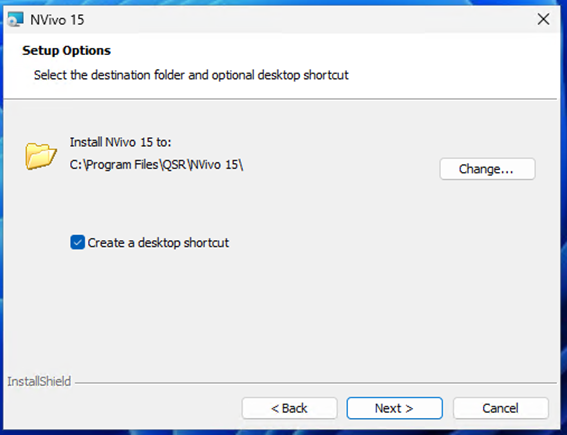 NVivo 15
Setup Options
Select the destination folder and optional desktop shortcut
Install NVivo 15 to:
C:\Program Files\QSR\NVivo 15\
Change...
Create a desktop shortcut
InstallShield
< Back
Next >
Cancel